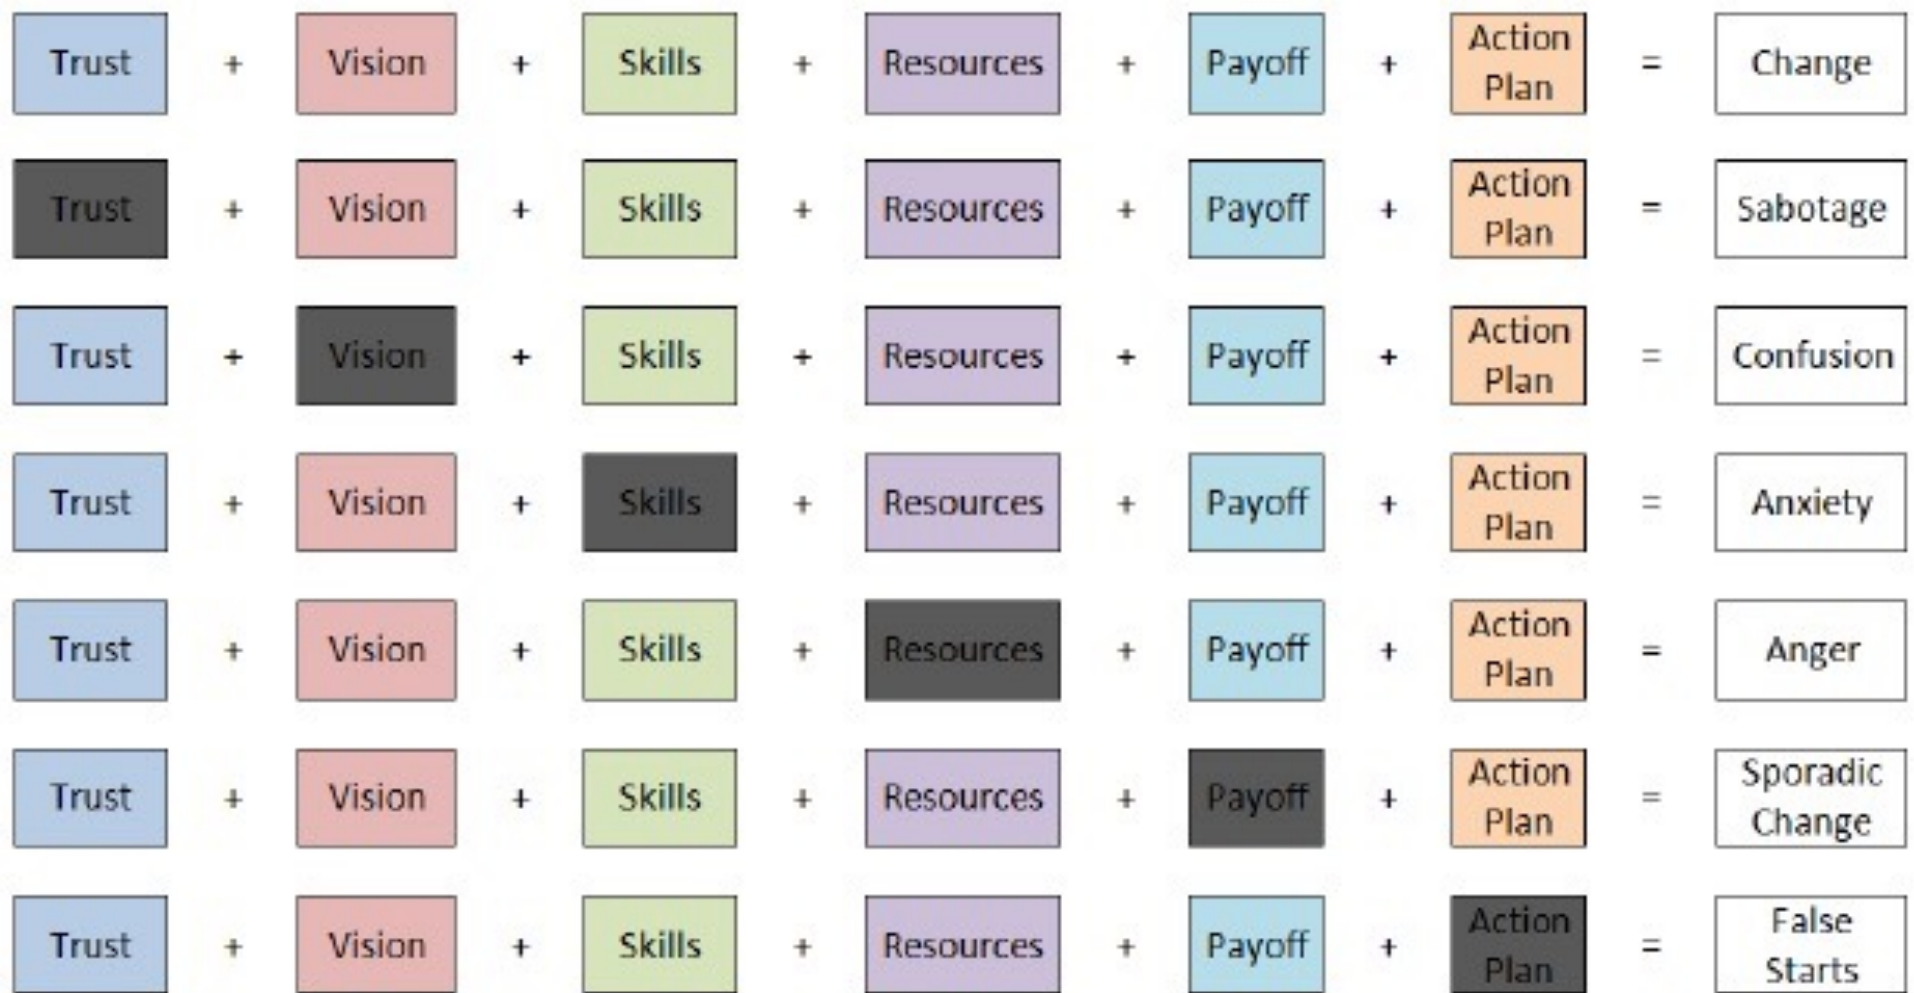 Trust + Vision + Skills + Resources + Payoff + Action Plan = Change
Trust + Vision + Skills + Resources + Payoff + Action Plan = Sabotage
Trust + Vision + Skills + Resources + Payoff + Action Plan = Confusion
Trust + Vision + Skills + Resources + Payoff + Action Plan = Anxiety
Trust + Vision + Skills + Resources + Payoff + Action Plan = Anger
Trust + Vision + Skills + Resources + Payoff + Action Plan = Sporadic Change
Trust + Vision + Skills + Resources + Payoff + Action Plan = False Starts